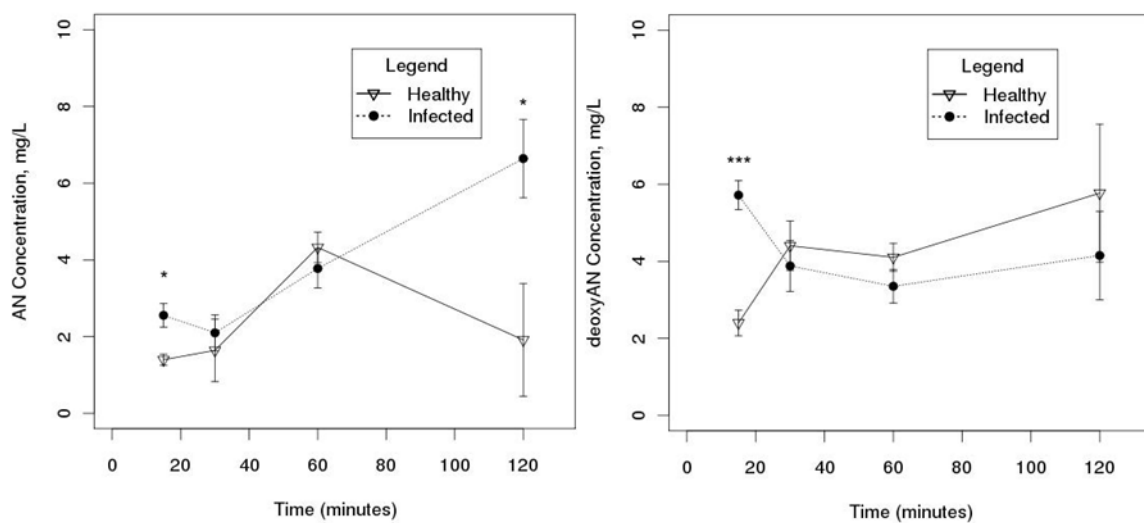 AN Concentration, mg/L
10
8
6
4
2
0
Legend
Healthy
Infected
*
*
0 20 40 60 80 100 120
Time (minutes)
deoxyAN Concentration, mg/L
10
8
6
4
2
0
Legend
Healthy
Infected
***
0 20 40 60 80 100 120
Time (minutes)